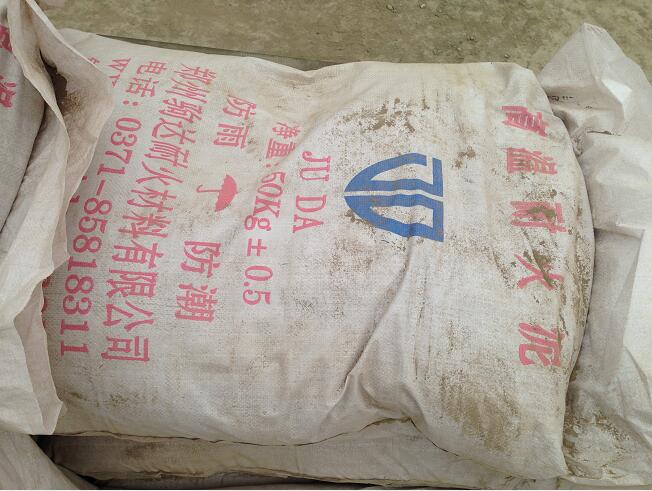 高温耐火泥
JU DA
净重:50Kg±0.5
防雨 防潮
郑州驹达耐火材料有限公司
电话：0371-85818311